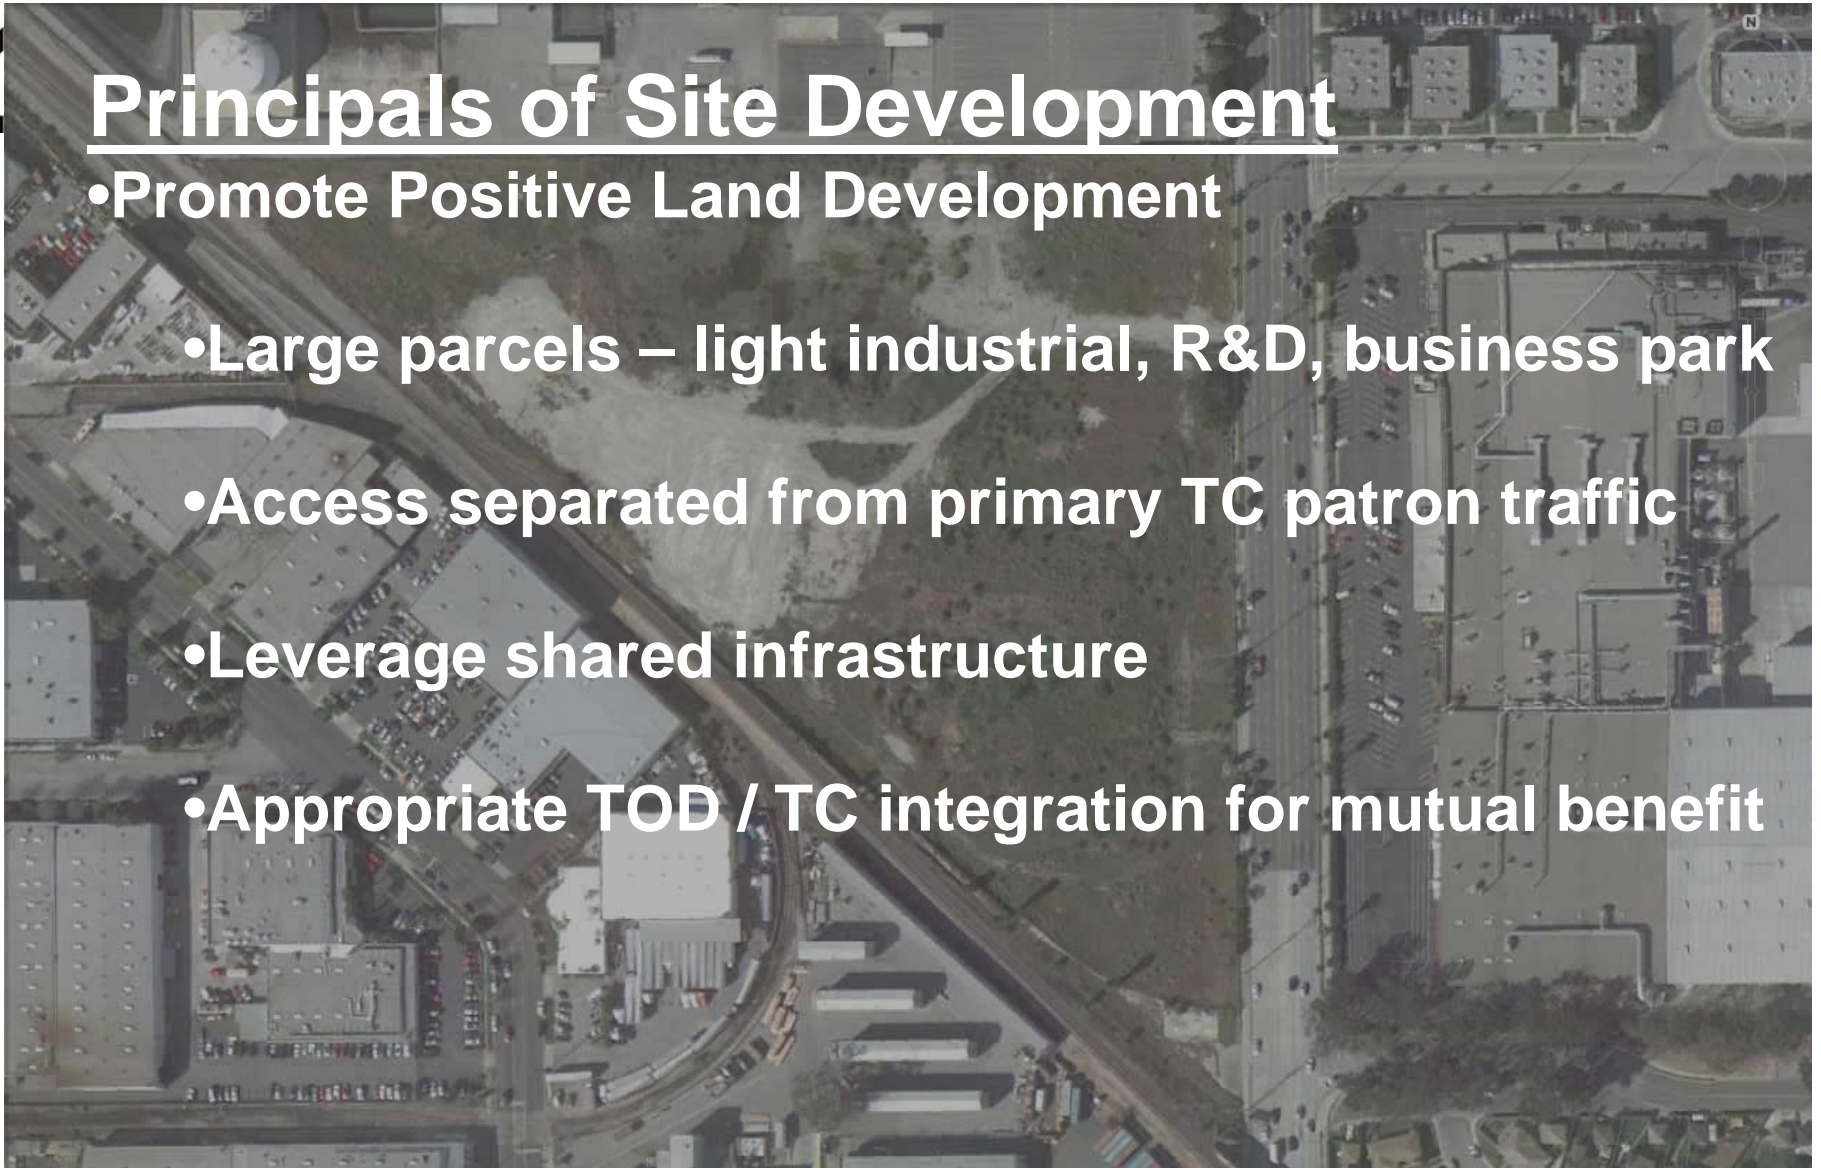 N
Principals of Site Development
•Promote Positive Land Development
•Large parcels – light industrial, R&D, business park
•Access separated from primary TC patron traffic
•Leverage shared infrastructure
•Appropriate TOD / TC integration for mutual benefit